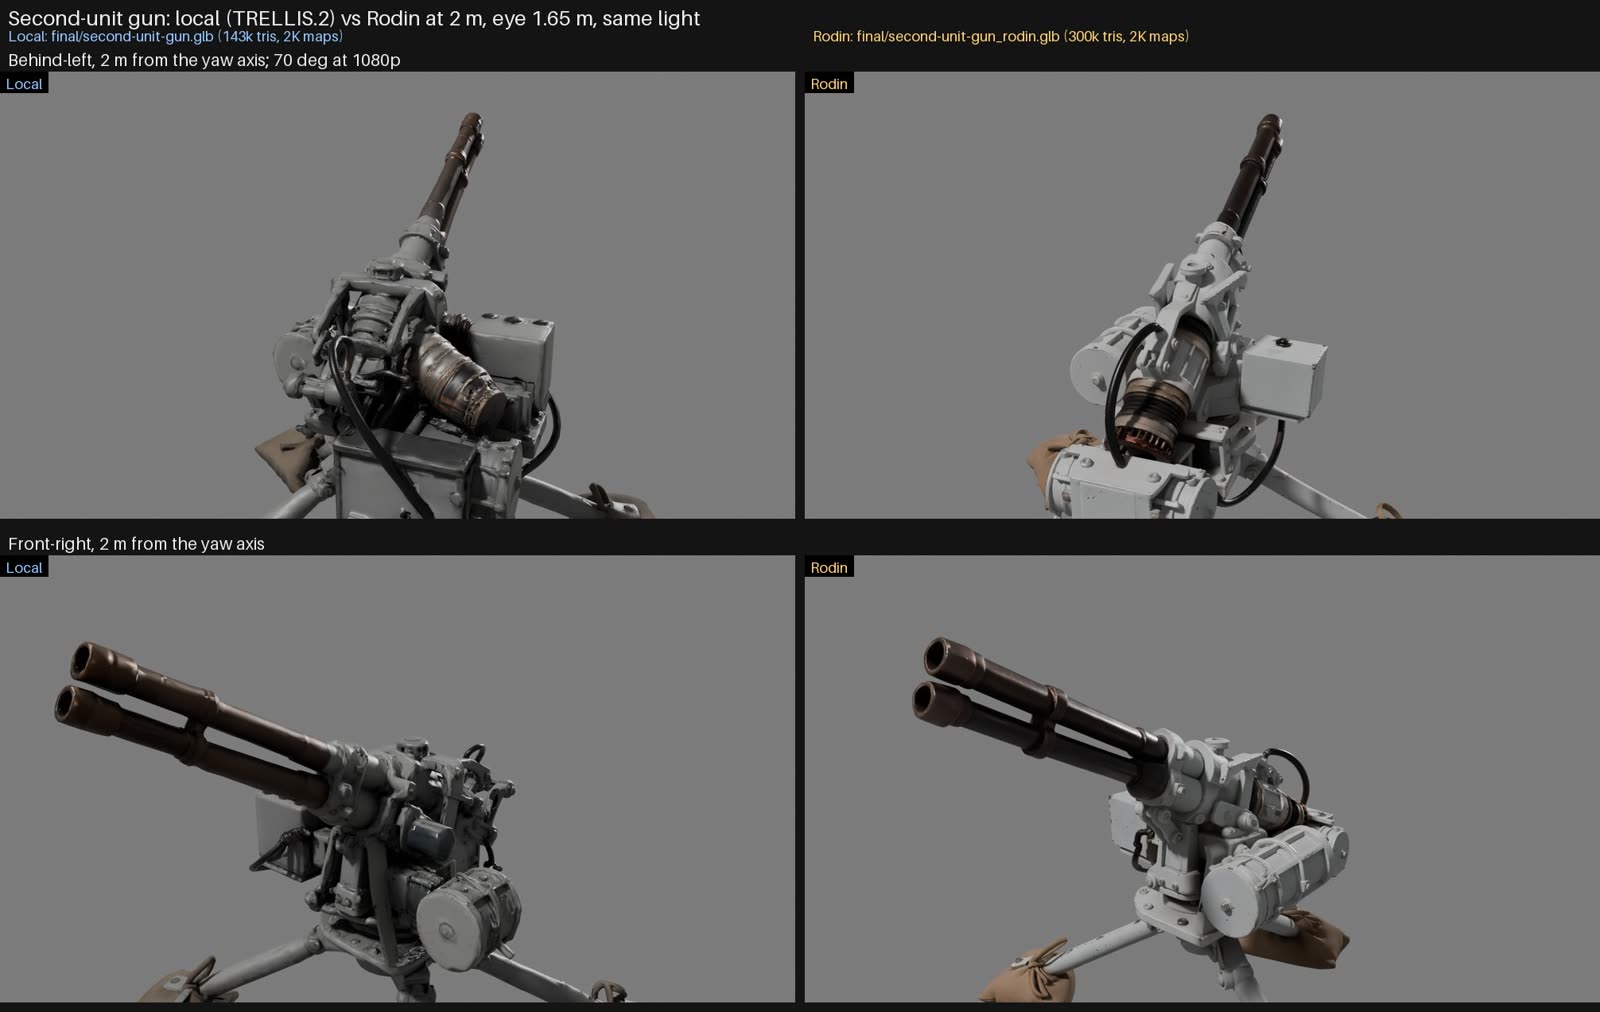 Second-unit gun: local (TRELLIS.2) vs Rodin at 2 m, eye 1.65 m, same light
Local: final/second-unit-gun.glb (143k tris, 2K maps)
Rodin: final/second-unit-gun_rodin.glb (300k tris, 2K maps)
Behind-left, 2 m from the yaw axis; 70 deg at 1080p
Local
Rodin
Front-right, 2 m from the yaw axis
Local
Rodin